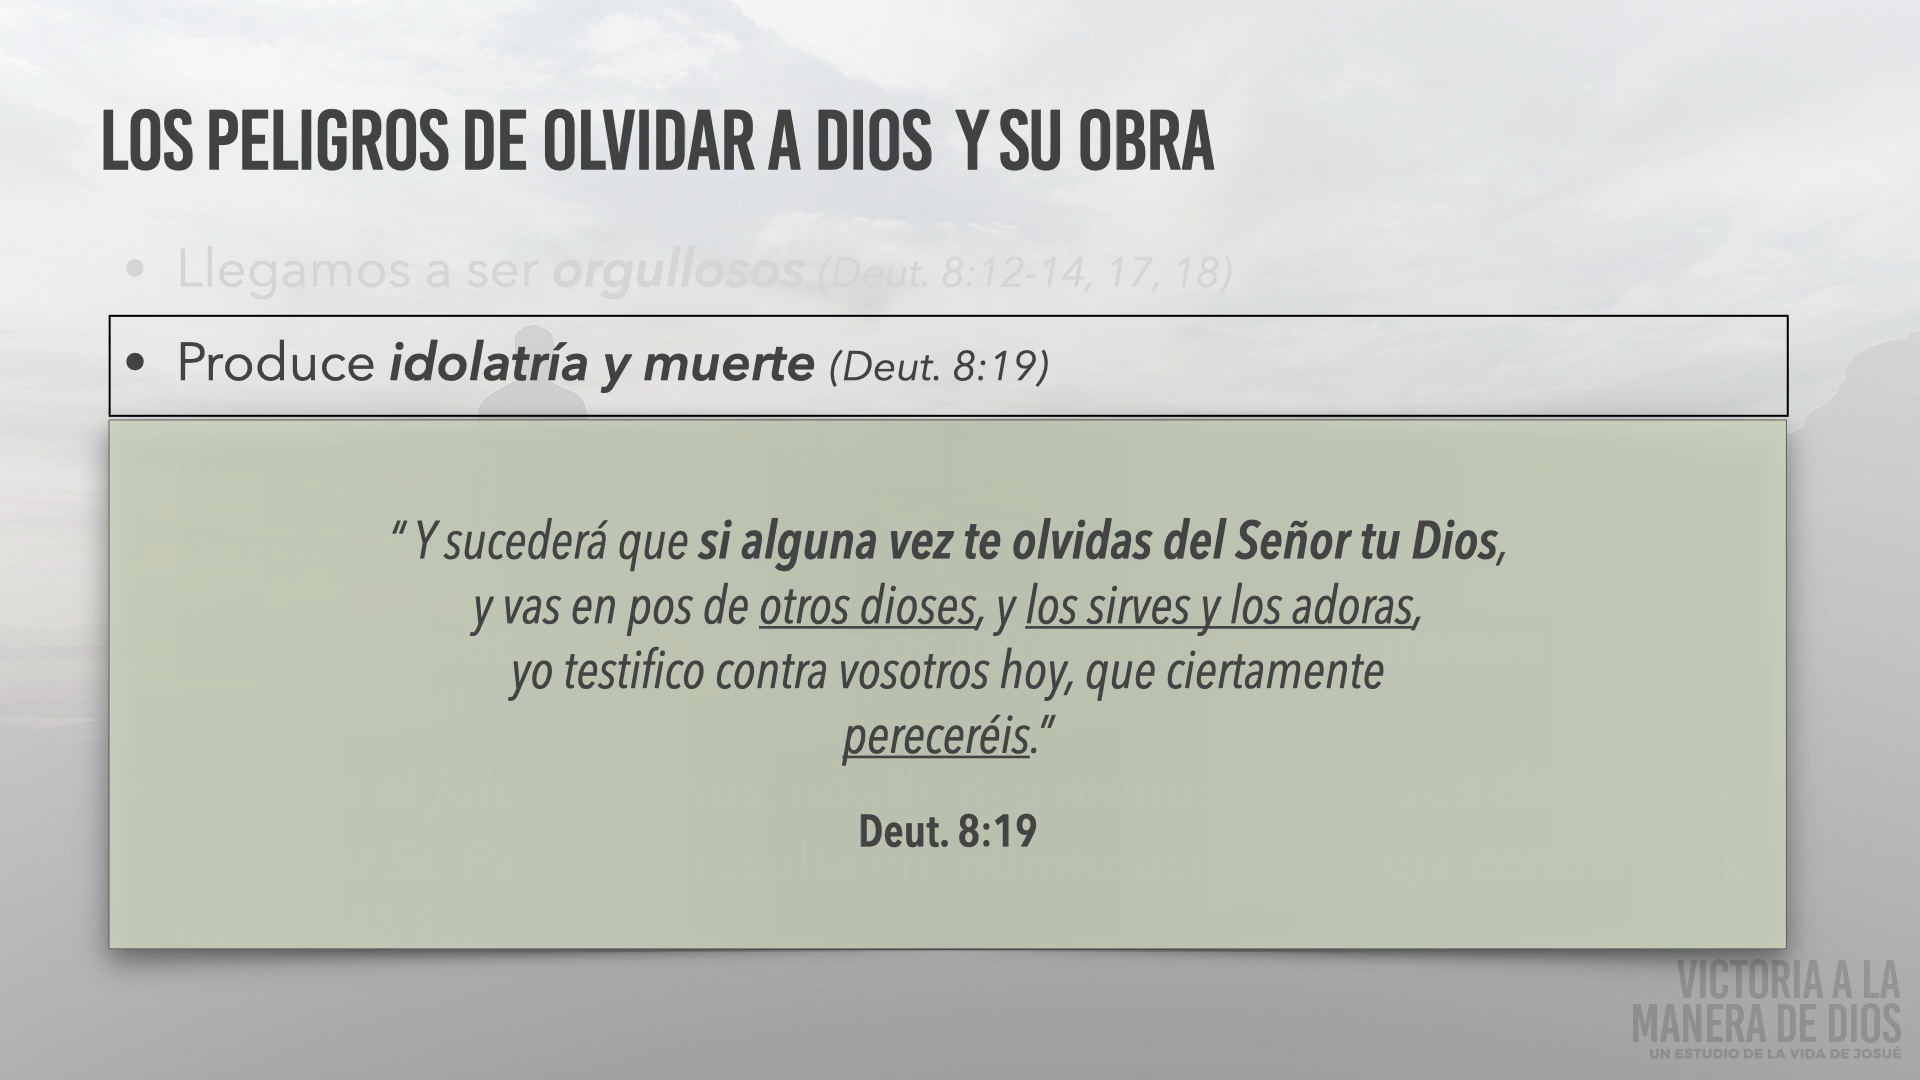 LOS PELIGROS DE OLVIDAR A DIOS Y SU OBRA
• Llegamos a ser orgullosos (Deut. 8:12-14, 17, 18)
• Produce idolatría y muerte (Deut. 8:19)
“ Y sucederá que si alguna vez te olvidas del Señor tu Dios,
y vas en pos de otros dioses, y los sirves y los adoras,
yo testifico contra vosotros hoy, que ciertamente
pereceréis.”
Deut. 8:19
VICTORIA A LA
MANERA DE DIOS
UN ESTUDIO DE LA VIDA DE JOSUÉ